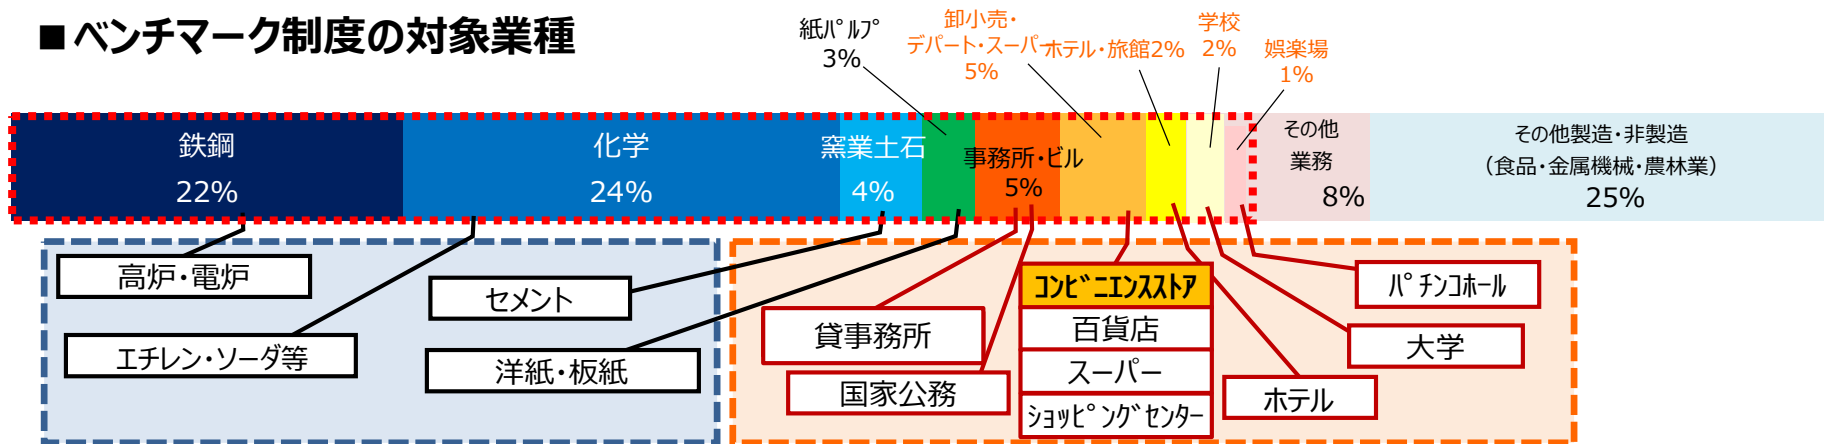 ■ベンチマーク制度の対象業種
紙パルプ
3%
卸小売・
デパート・スーパー
5%
ホテル・旅館2%
学校
2%
娯楽場
1%
鉄鋼
22%
化学
24%
窯業土石
4%
事務所・ビル
5%
その他
業務
8%
その他製造・非製造
(食品・金属機械・農林業)
25%
高炉・電炉
エチレン・ソーダ等
セメント
洋紙・板紙
貸事務所
国家公務
コンビニエンスストア
百貨店
スーパー
ショッピングセンター
パチンコホール
大学
ホテル